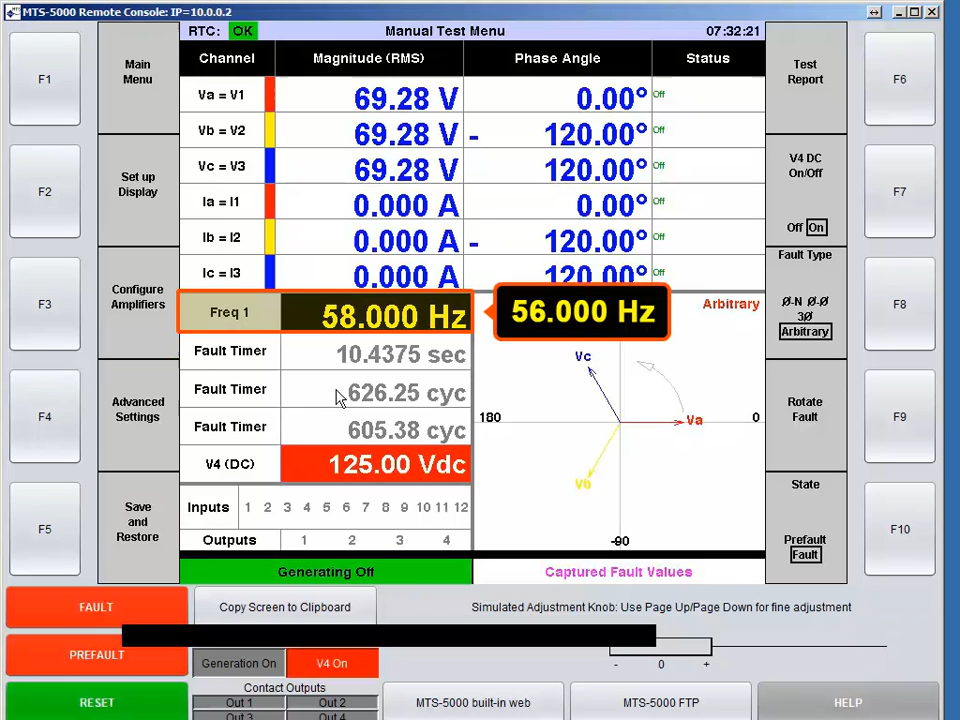 MTS-5000 Remote Console: IP=10.0.0.2
RTC: OK Manual Test Menu 07:32:21
Channel Magnitude (RMS) Phase Angle Status
Va = V1 69.28 V 0.00° Off
Vb = V2 69.28 V - 120.00° Off
Vc = V3 69.28 V 120.00° Off
Ia = I1 0.000 A 0.00° Off
Ib = I2 0.000 A - 120.00° Off
Ic = I3 0.000 A 120.00° Off
Freq 1 58.000 Hz
56.000 Hz
Arbitrary
Fault Timer 10.4375 sec
Fault Timer 626.25 cyc
Fault Timer 605.38 cyc
V4 (DC) 125.00 Vdc
Inputs 1 2 3 4 5 6 7 8 9 10 11 12
Outputs 1 2 3 4
Generating Off
Vc
180
Va
0
Vb
-90
Captured Fault Values
F1
Main
Menu
F2
Set up
Display
F3
Configure
Amplifiers
F4
Advanced
Settings
F5
Save
and
Restore
Test
Report
F6
V4 DC
On/Off
Off On
F7
Fault Type
Ø-N Ø-Ø
3Ø
Arbitrary
F8
Rotate
Fault
F9
State
Prefault
Fault
F10
FAULT
Copy Screen to Clipboard
Simulated Adjustment Knob: Use Page Up/Page Down for fine adjustment
PREFAULT
Generation On V4 On
- 0 +
RESET
Contact Outputs
Out 1 Out 2
Out 3 Out 4
MTS-5000 built-in web
MTS-5000 FTP
HELP